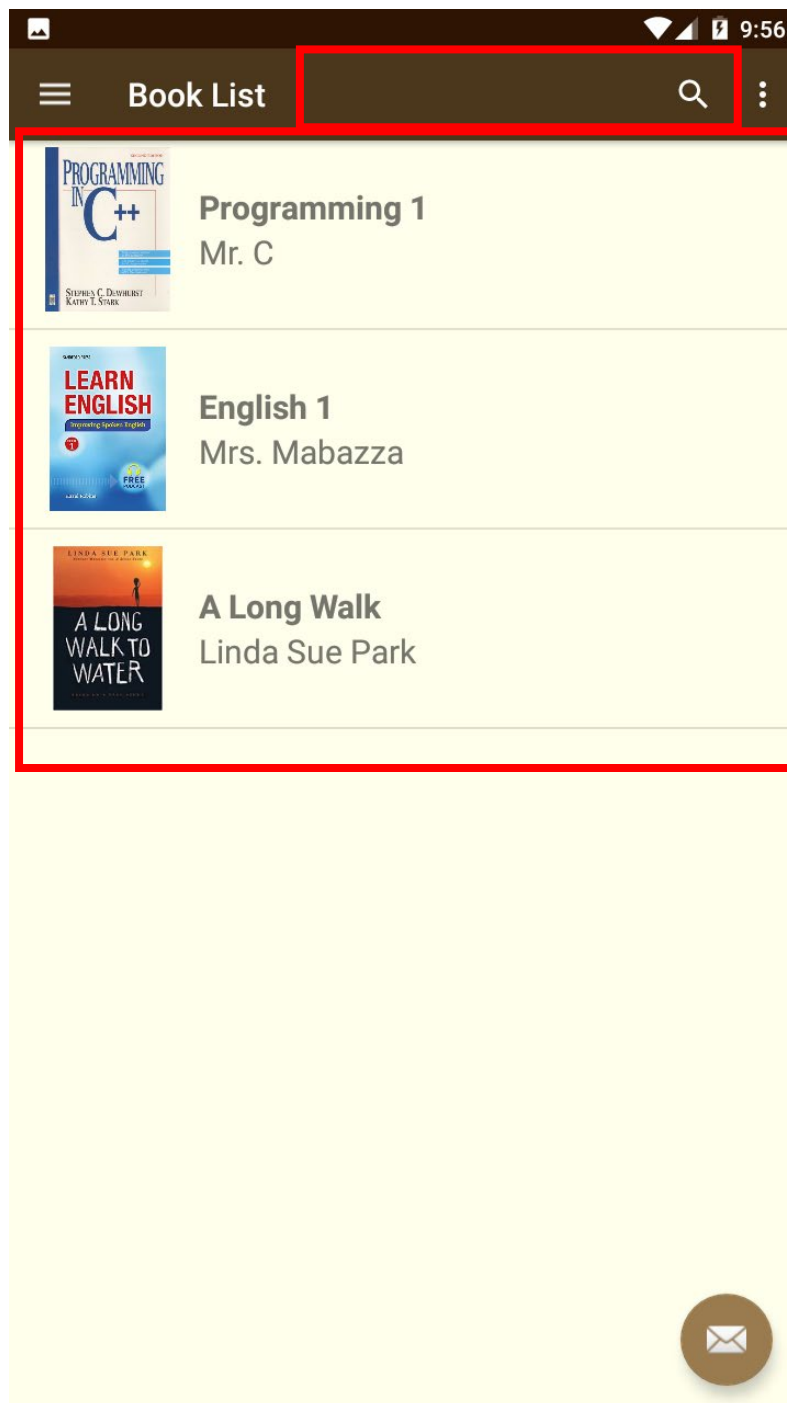 9:56
Book List
PROGRAMMING
IN
C++
STEPHEN C. DEWHURST
KATHY T. STARK
Programming 1
Mr. C
LEARN
ENGLISH
Improving Spoken English
FREE
PODCAST
English 1
Mrs. Mabazza
LINDA SUE PARK
A LONG
WALK TO
WATER
A Long Walk
Linda Sue Park